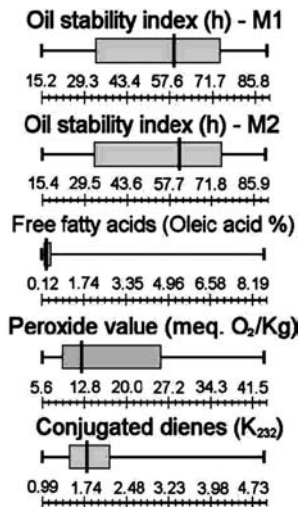 Oil stability index (h) - M1
15.2 29.3 43.4 57.6 71.7 85.8
Oil stability index (h) - M2
15.4 29.5 43.6 57.7 71.8 85.9
Free fatty acids (Oleic acid %)
0.12 1.74 3.35 4.96 6.58 8.19
Peroxide value (meq. O₂/Kg)
5.6 12.8 20.0 27.2 34.3 41.5
Conjugated dienes (K₂₃₂)
0.99 1.74 2.48 3.23 3.98 4.73